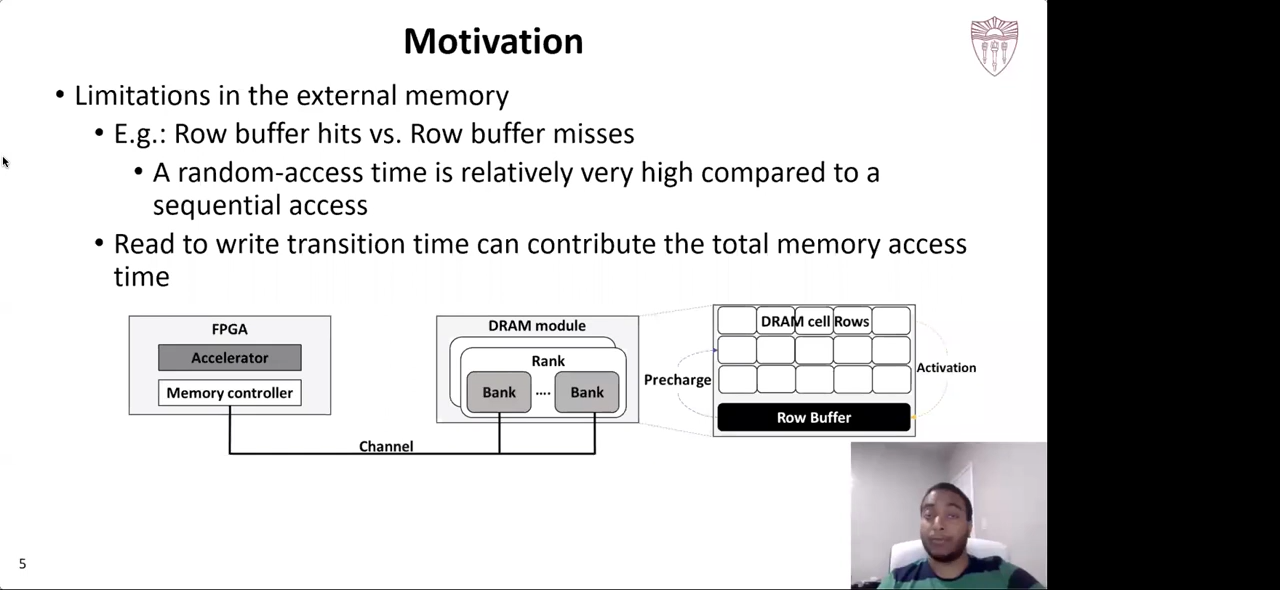 Motivation
• Limitations in the external memory
• E.g.: Row buffer hits vs. Row buffer misses
• A random-access time is relatively very high compared to a
sequential access
• Read to write transition time can contribute the total memory access
time
FPGA
Accelerator
Memory controller
Channel
DRAM module
Rank
Bank
....
Bank
Precharge
DRAM cell Rows
Activation
Row Buffer
5